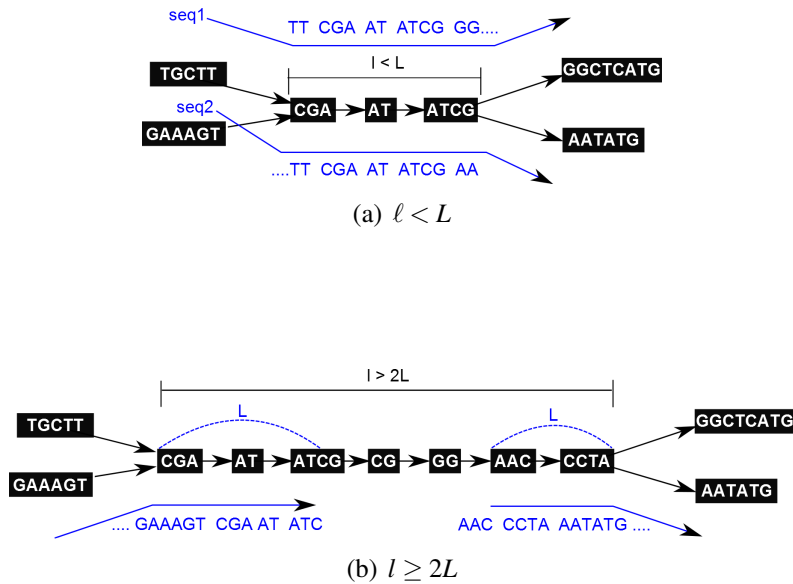 seq1
TT CGA AT ATCG GG....
l < L
TGCTT
GGCTCATG
CGA AT ATCG
seq2
GAAAGT
AATATG
....TT CGA AT ATCG AA
(a) ℓ < L
l > 2L
L L
TGCTT
GGCTCATG
CGA AT ATCG CG GG AAC CCTA
GAAAGT
AATATG
.... GAAAGT CGA AT ATC
AAC CCTA AATATG ....
(b) l ≥ 2L